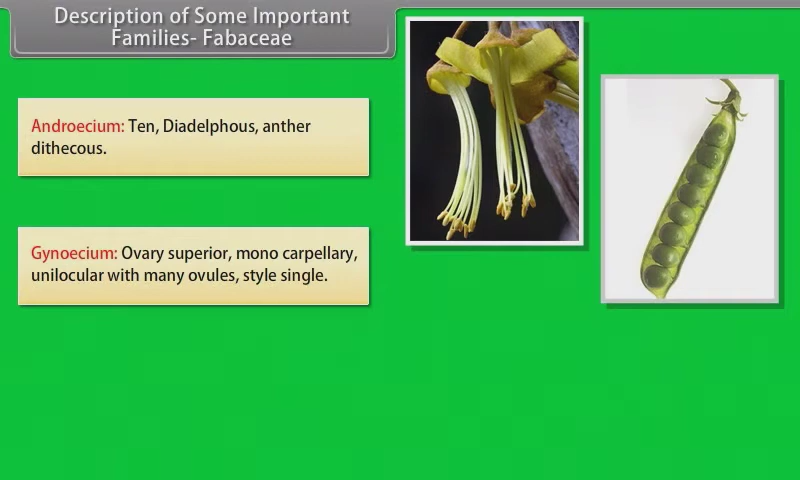 Description of Some Important
Families- Fabaceae
Androecium: Ten, Diadelphous, anther
dithecous.
Gynoecium: Ovary superior, mono carpellary,
unilocular with many ovules, style single.